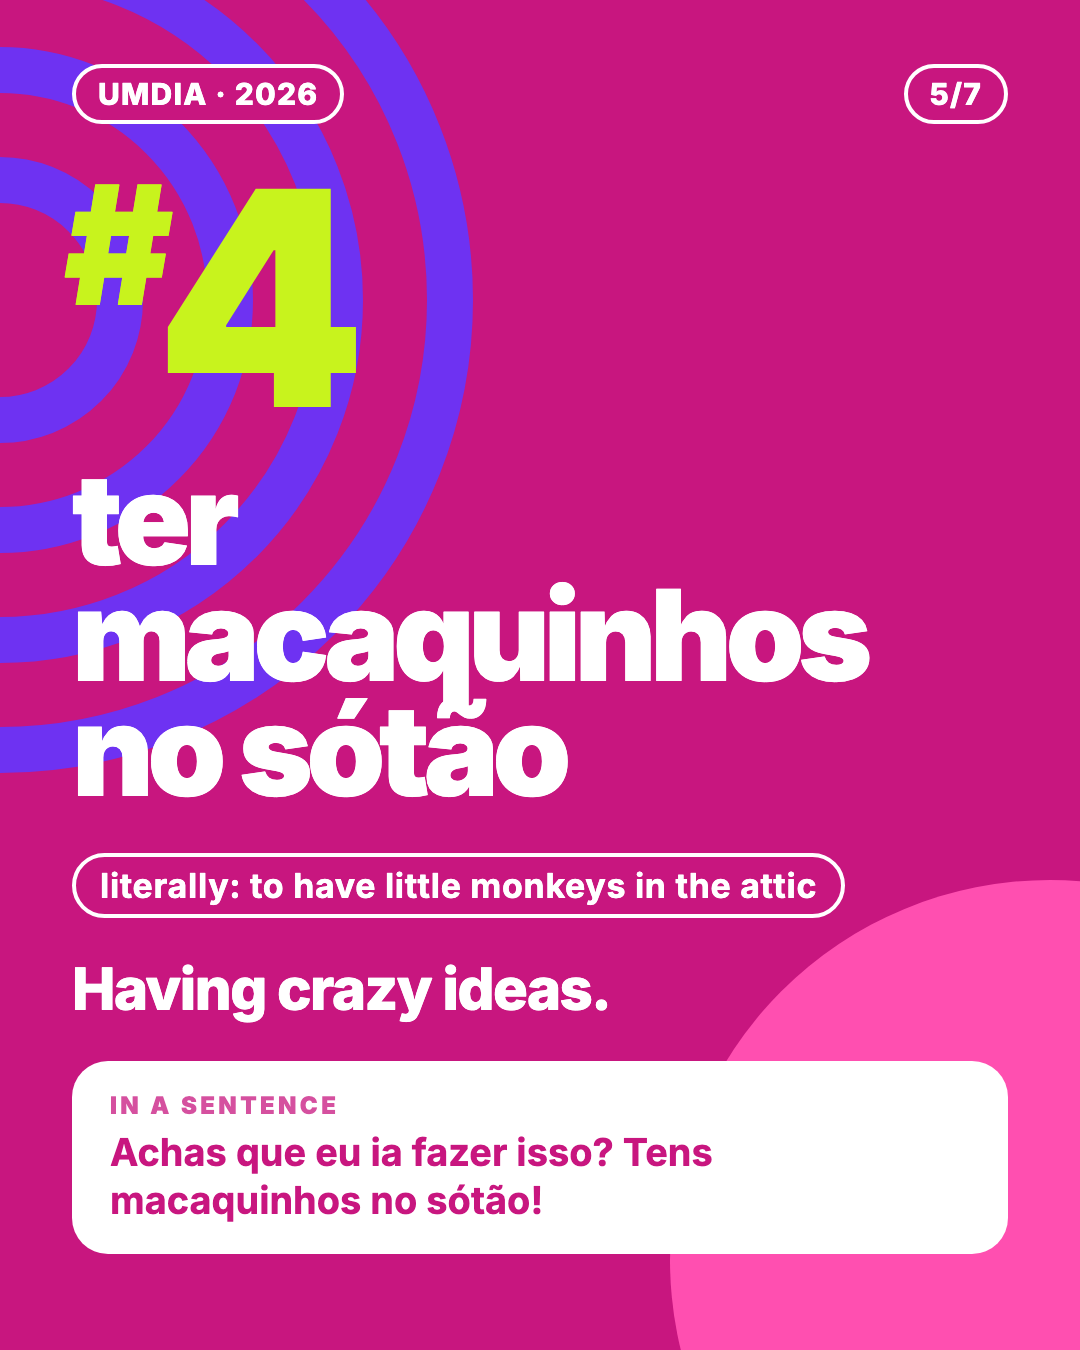 UMDIA · 2026
5/7
#4
ter
macaquinhos
no sótão
literally: to have little monkeys in the attic
Having crazy ideas.
IN A SENTENCE
Achas que eu ia fazer isso? Tens
macaquinhos no sótão!